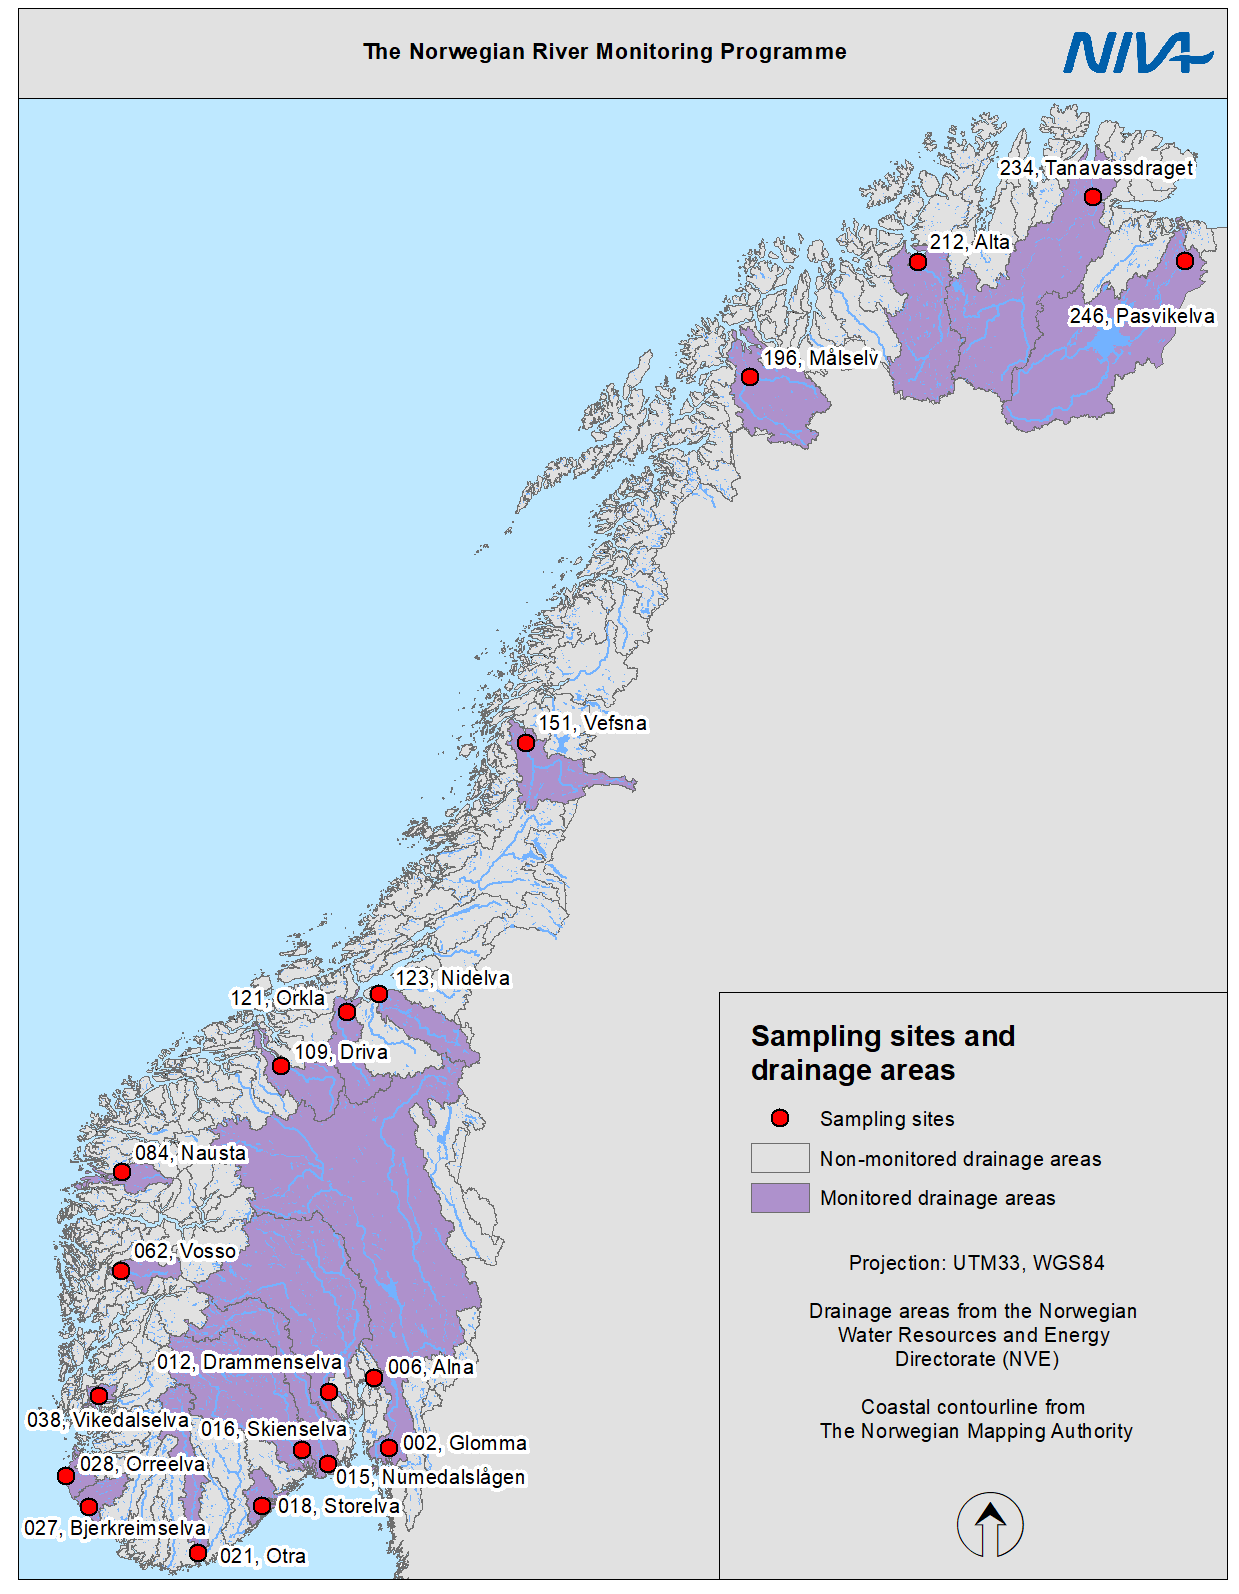 The Norwegian River Monitoring Programme
NIVA
234, Tanavassdraget
212, Alta
246, Pasvikelva
196, Målselv
151, Vefsna
123, Nidelva
121, Orkla
109, Driva
084, Nausta
062, Vosso
012, Drammenselva
006, Alna
038, Vikedalselva
016, Skienselva
002, Glomma
028, Orreelva
015, Numedalslågen
018, Storelva
027, Bjerkreimselva
021, Otra
Sampling sites and
drainage areas
Sampling sites
Non-monitored drainage areas
Monitored drainage areas
Projection: UTM33, WGS84
Drainage areas from the Norwegian
Water Resources and Energy
Directorate (NVE)
Coastal contourline from
The Norwegian Mapping Authority